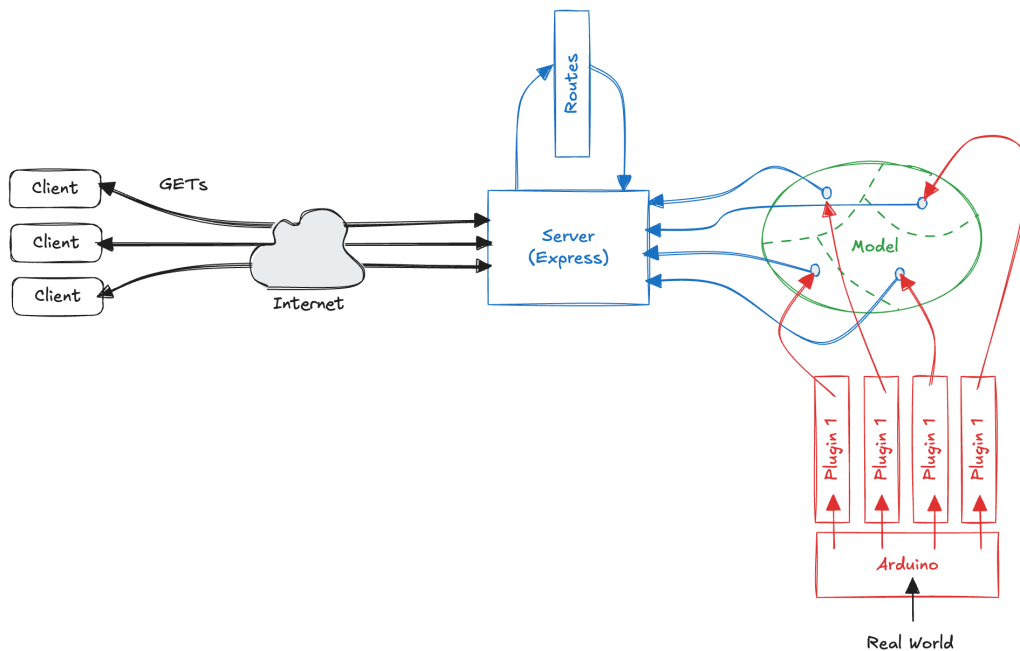 Routes
Client
GETs
Client
Client
Internet
Server
(Express)
Model
Plugin 1
Plugin 1
Plugin 1
Plugin 1
Arduino
Real World